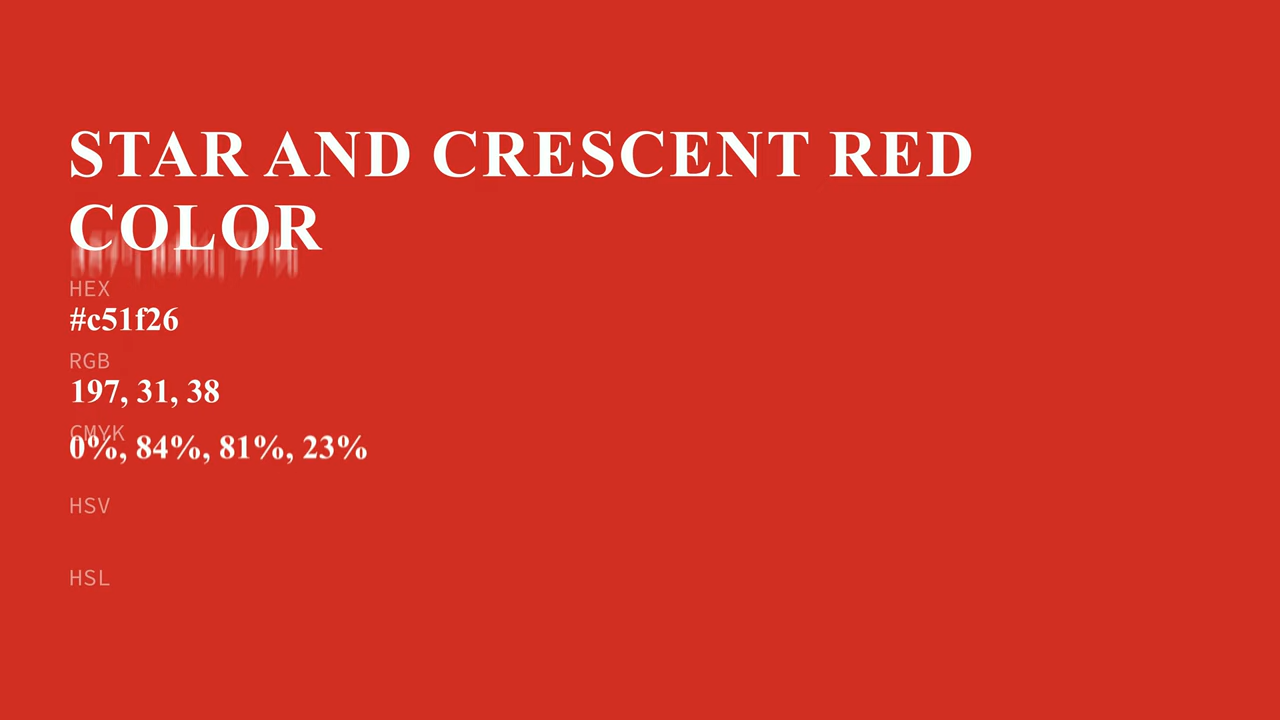 STAR AND CRESCENT RED
COLOR
HEX
#c51f26
RGB
197, 31, 38
CMYK
0%, 84%, 81%, 23%
HSV
HSL